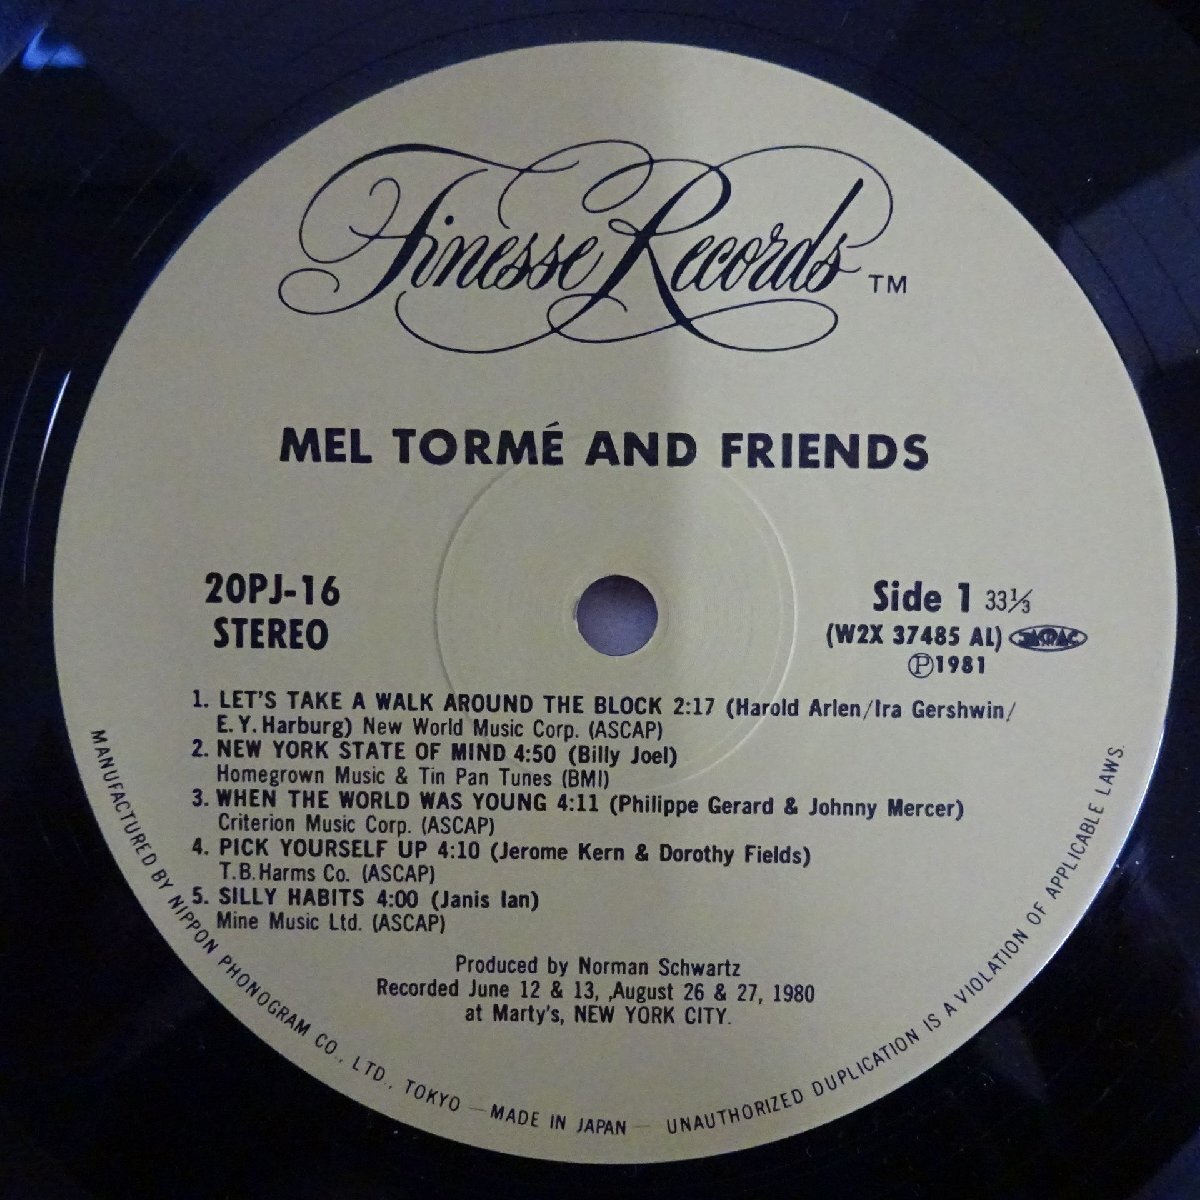 Finesse Records TM
MEL TORMÉ AND FRIENDS
20PJ-16
STEREO
Side 1 33⅓
(W2X 37485 AL) JASRAC
Ⓟ1981
1. LET'S TAKE A WALK AROUND THE BLOCK 2:17 (Harold Arlen/Ira Gershwin/
E.Y. Harburg) New World Music Corp. (ASCAP)
2. NEW YORK STATE OF MIND 4:50 (Billy Joel)
Homegrown Music & Tin Pan Tunes (BMI)
3. WHEN THE WORLD WAS YOUNG 4:11 (Philippe Gerard & Johnny Mercer)
Criterion Music Corp. (ASCAP)
4. PICK YOURSELF UP 4:10 (Jerome Kern & Dorothy Fields)
T.B. Harms Co. (ASCAP)
5. SILLY HABITS 4:00 (Janis Ian)
Mine Music Ltd. (ASCAP)
Produced by Norman Schwartz
Recorded June 12 & 13, ,August 26 & 27, 1980
at Marty's, NEW YORK CITY.
MANUFACTURED BY NIPPON PHONOGRAM CO., LTD., TOKYO — MADE IN JAPAN — UNAUTHORIZED DUPLICATION IS A VIOLATION OF APPLICABLE LAWS.